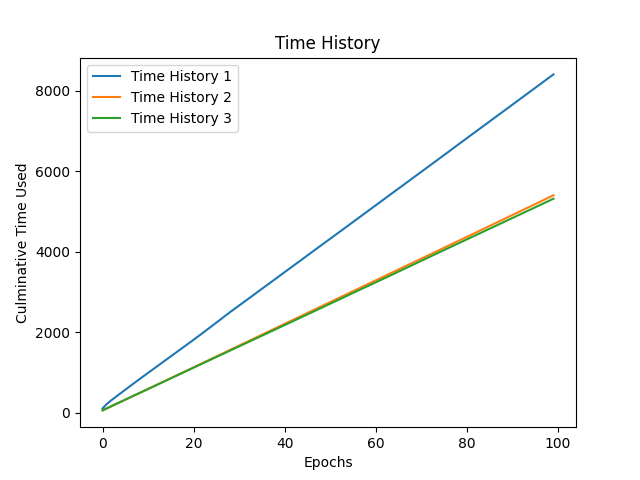 Time History
Time History 1
Time History 2
Time History 3
Culminative Time Used
8000
6000
4000
2000
0
0 20 40 60 80 100
Epochs